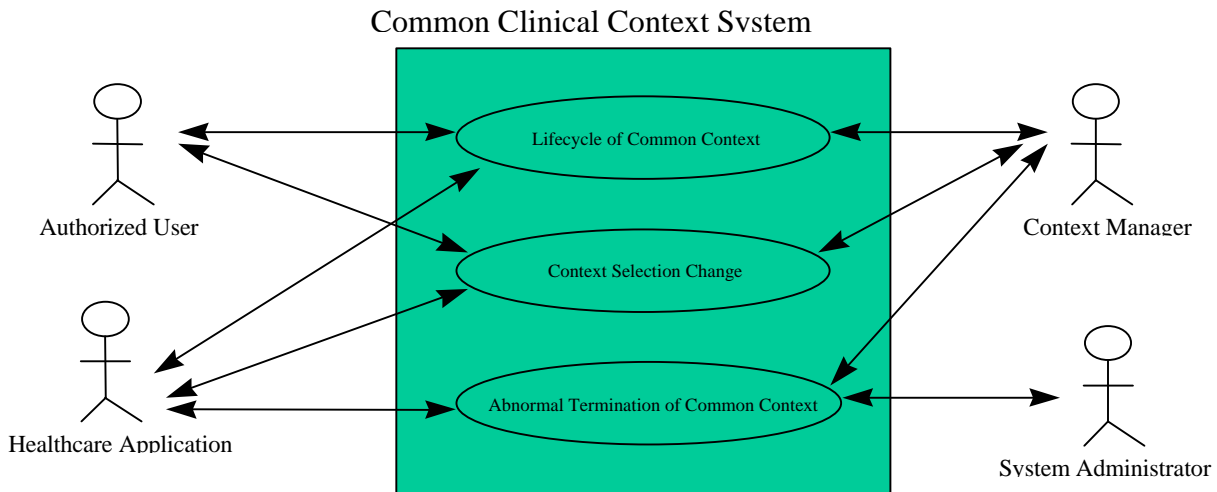 Common Clinical Context System
Lifecycle of Common Context
Authorized User
Context Manager
Context Selection Change
Abnormal Termination of Common Context
Healthcare Application
System Administrator